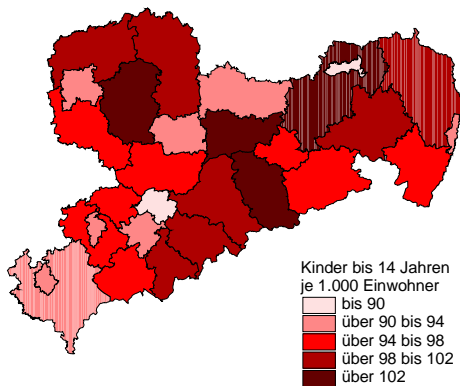 Kinder bis 14 Jahren
je 1.000 Einwohner
bis 90
über 90 bis 94
über 94 bis 98
über 98 bis 102
über 102